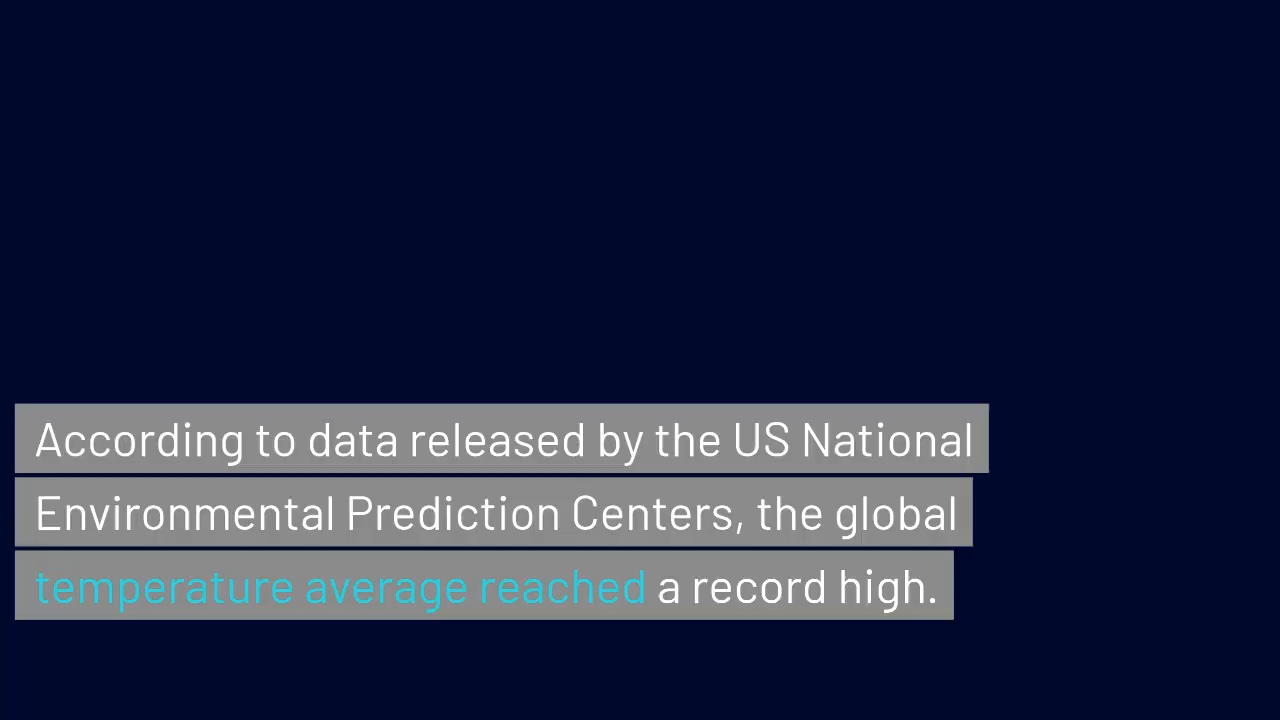 According to data released by the US National
Environmental Prediction Centers, the global
temperature average reached a record high.